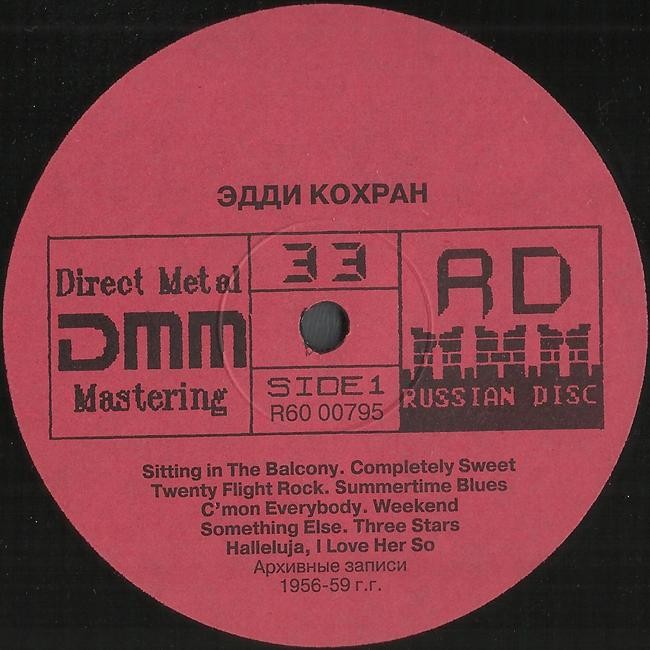 ЭДДИ КОХРАН
Direct Metal
DMM
Mastering
33
SIDE 1
R60 00795
RD
RUSSIAN DISC
Sitting in The Balcony. Completely Sweet
Twenty Flight Rock. Summertime Blues
C'mon Everybody. Weekend
Something Else. Three Stars
Halleluja, I Love Her So
Архивные записи
1956-59 г.г.